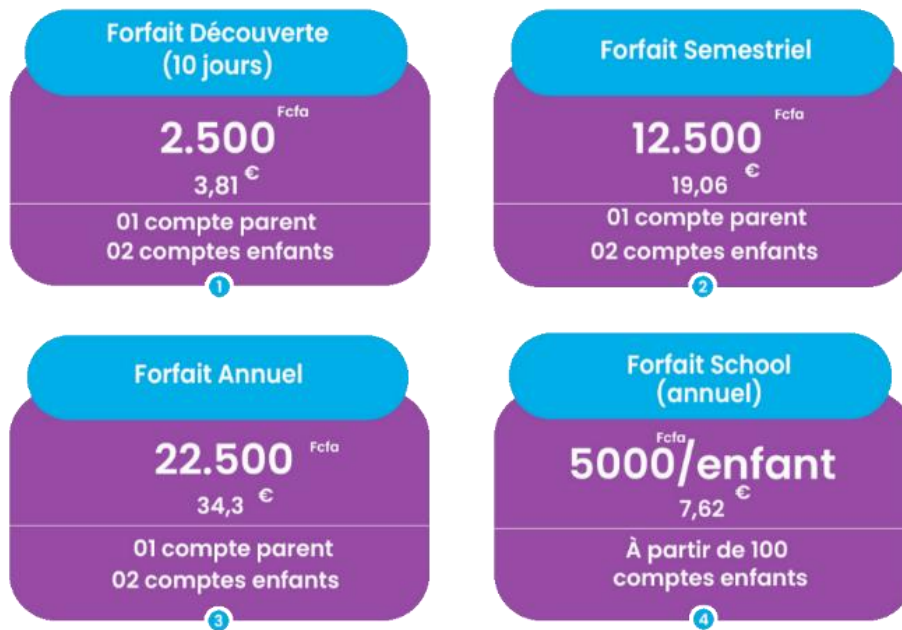 Forfait Découverte
(10 jours)
2.500 Fcfa
3,81 €
01 compte parent
02 comptes enfants
1
Forfait Semestriel
12.500 Fcfa
19,06 €
01 compte parent
02 comptes enfants
2
Forfait Annuel
22.500 Fcfa
34,3 €
01 compte parent
02 comptes enfants
3
Forfait School
(annuel)
Fcfa
5000/enfant
7,62 €
À partir de 100
comptes enfants
4